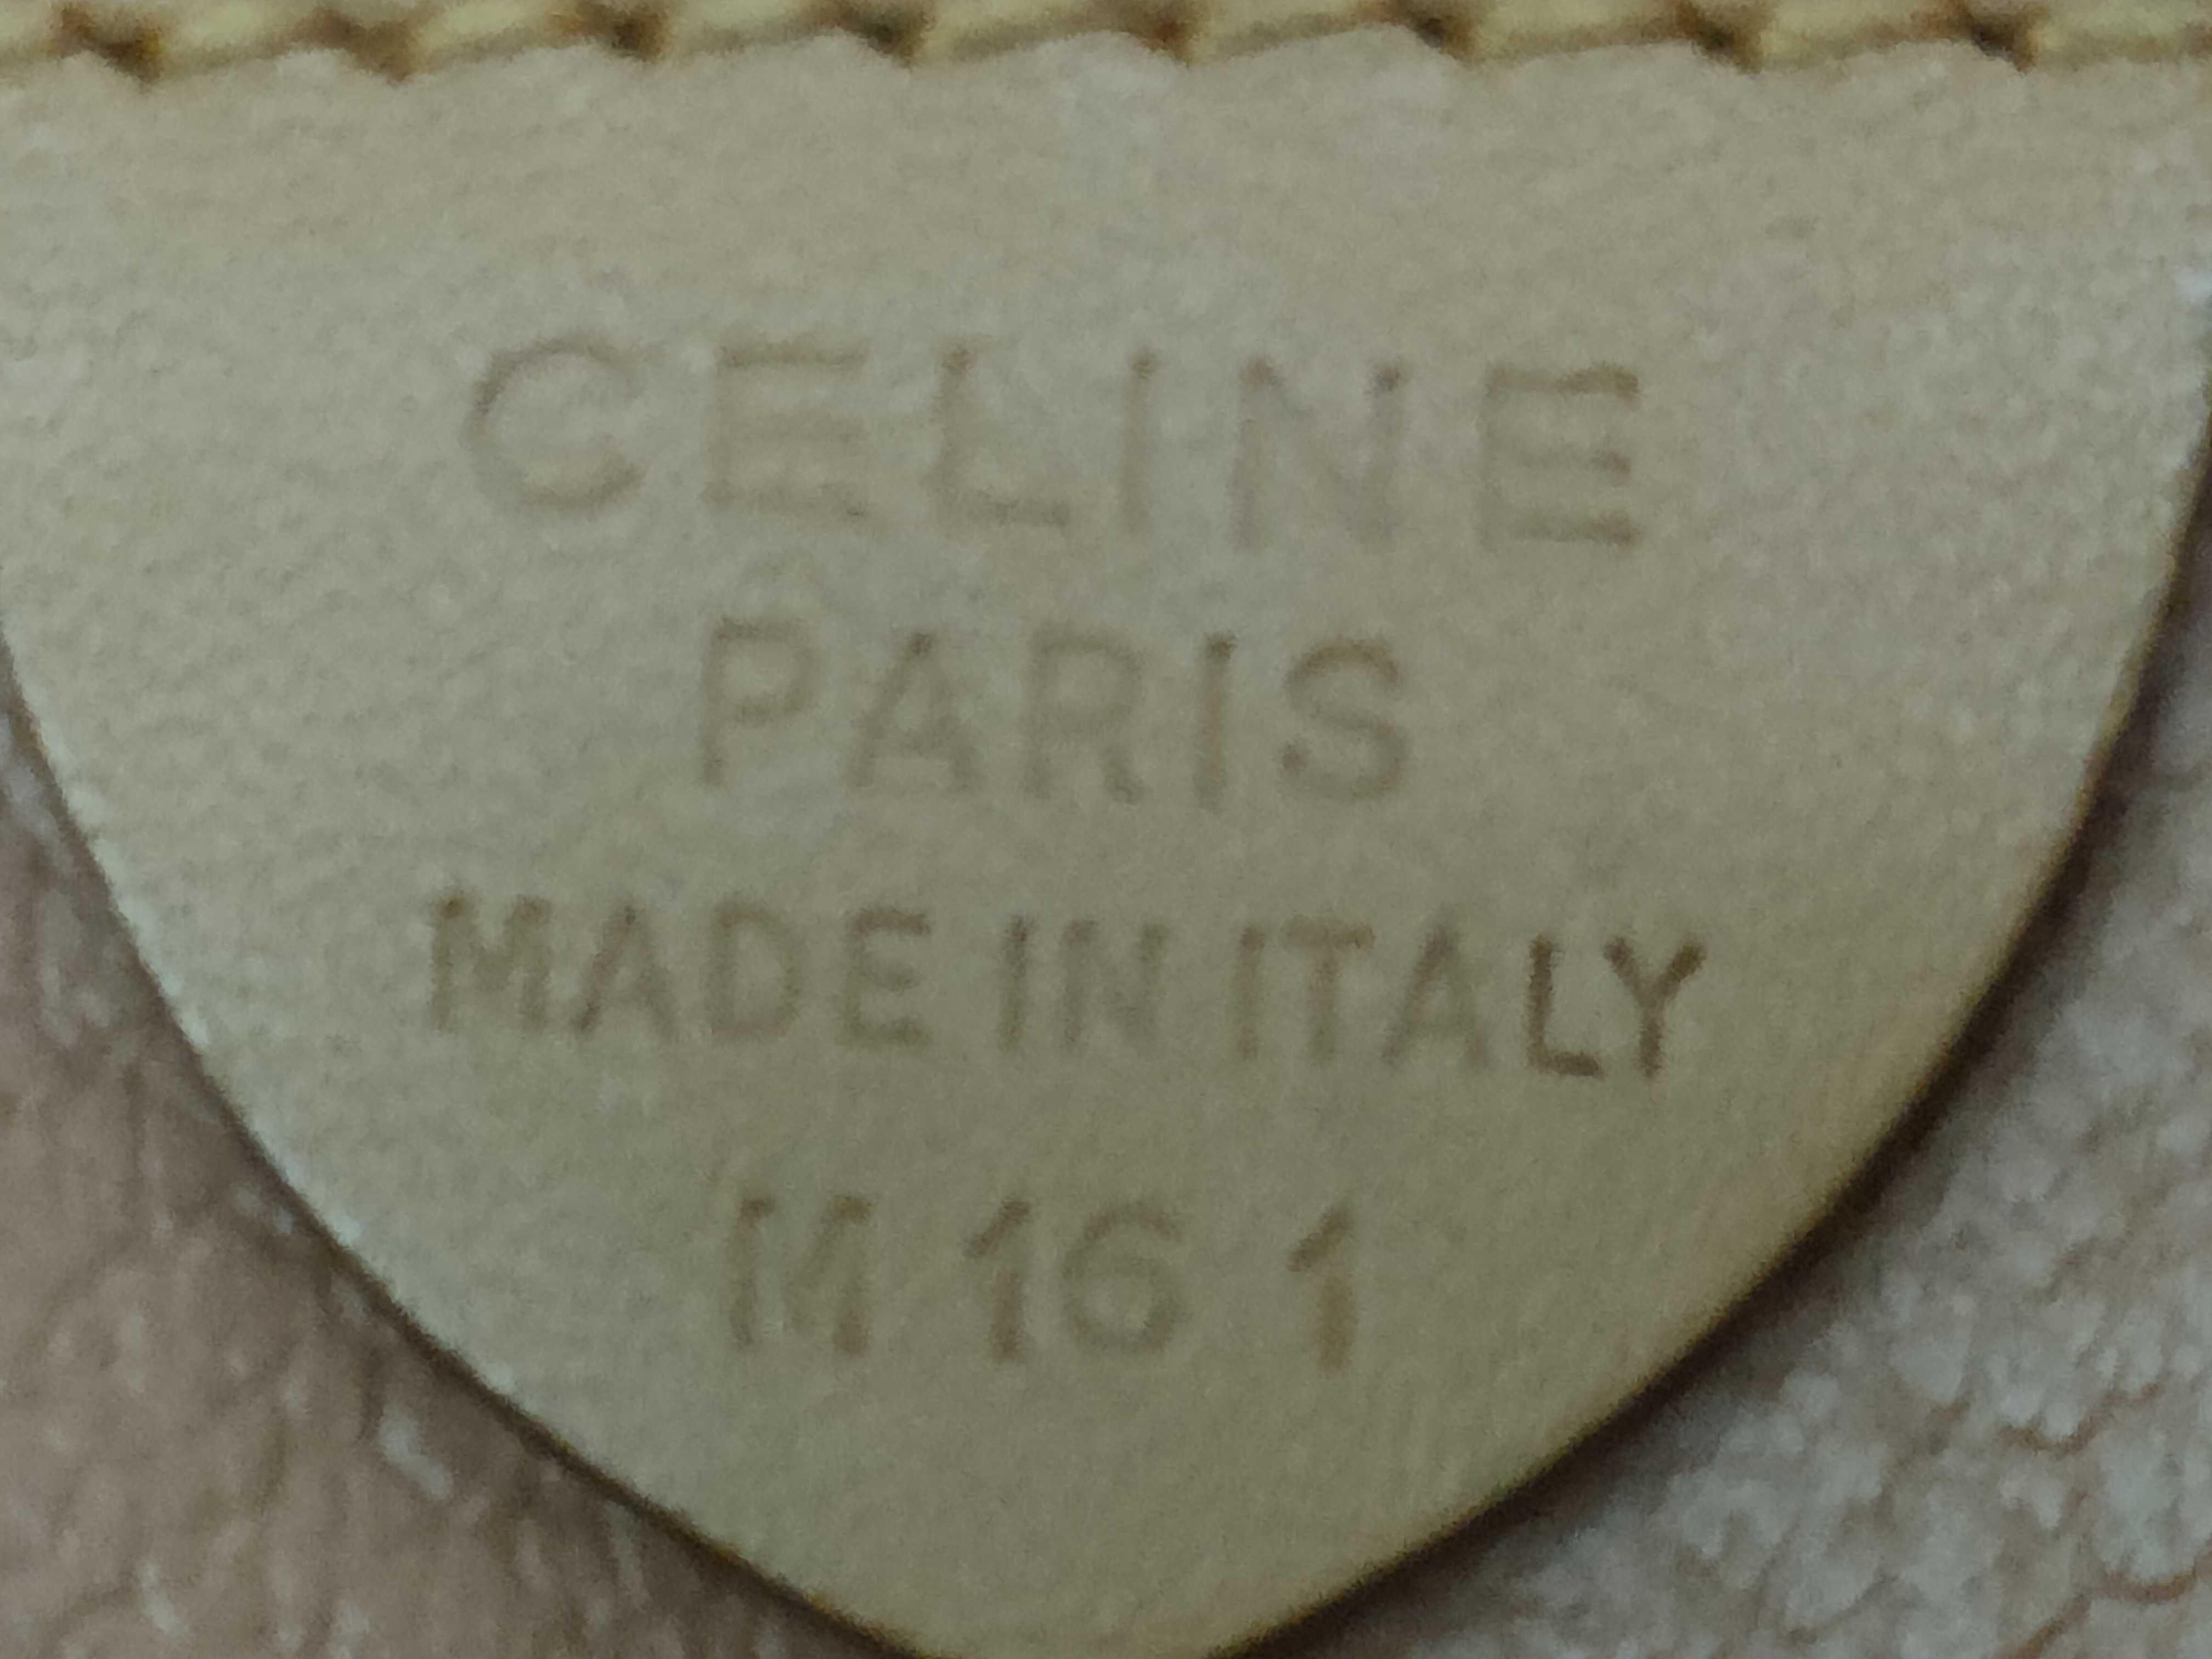 CELINE
PARIS
MADE IN ITALY
M 16 1